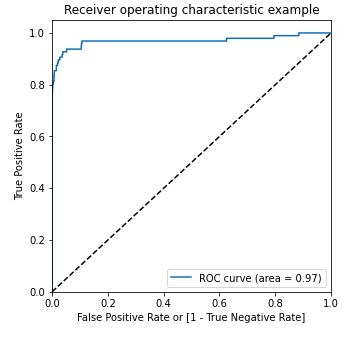 Receiver operating characteristic example
True Positive Rate
1.0
0.8
0.6
0.4
0.2
0.0
ROC curve (area = 0.97)
0.0 0.2 0.4 0.6 0.8 1.0
False Positive Rate or [1 - True Negative Rate]